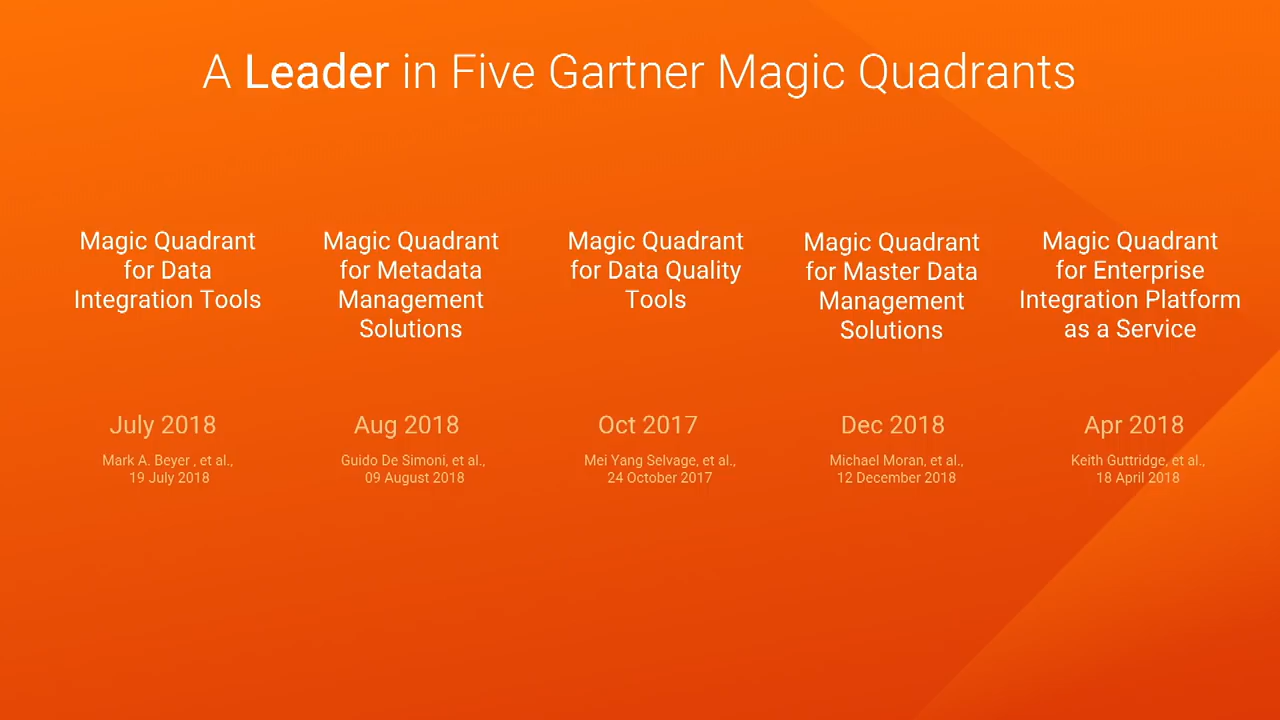 A Leader in Five Gartner Magic Quadrants
Magic Quadrant
for Data
Integration Tools
July 2018
Mark A. Beyer , et al.,
19 July 2018
Magic Quadrant
for Metadata
Management
Solutions
Aug 2018
Guido De Simoni, et al.,
09 August 2018
Magic Quadrant
for Data Quality
Tools
Oct 2017
Mei Yang Selvage, et al.,
24 October 2017
Magic Quadrant
for Master Data
Management
Solutions
Dec 2018
Michael Moran, et al.,
12 December 2018
Magic Quadrant
for Enterprise
Integration Platform
as a Service
Apr 2018
Keith Guttridge, et al.,
18 April 2018